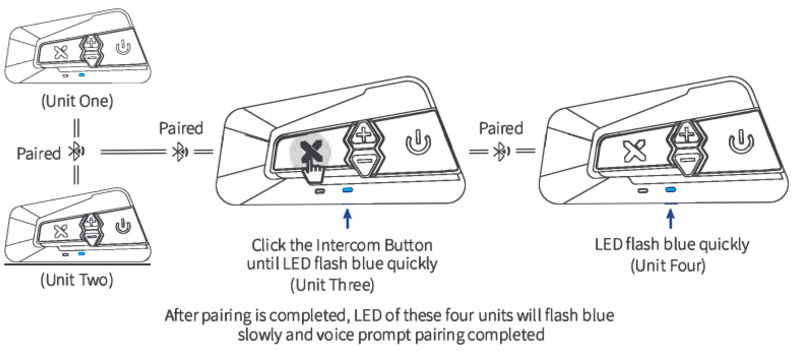 (Unit One)
Paired
(Unit Two)
Paired
Click the Intercom Button
until LED flash blue quickly
(Unit Three)
Paired
LED flash blue quickly
(Unit Four)
After pairing is completed, LED of these four units will flash blue
slowly and voice prompt pairing completed